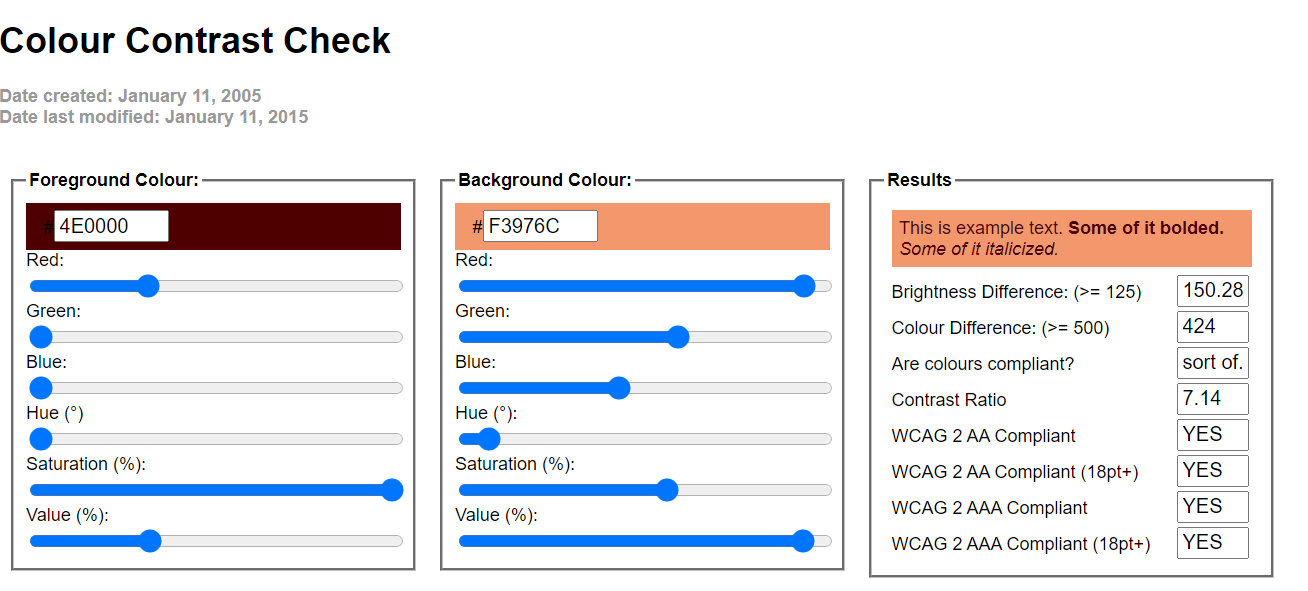 Colour Contrast Check
Date created: January 11, 2005
Date last modified: January 11, 2015
Foreground Colour:
# 4E0000
Red:
Green:
Blue:
Hue (°)
Saturation (%):
Value (%):
Background Colour:
# F3976C
Red:
Green:
Blue:
Hue (°):
Saturation (%):
Value (%):
Results
This is example text. Some of it bolded.
Some of it italicized.
Brightness Difference: (>= 125) 150.28
Colour Difference: (>= 500) 424
Are colours compliant? sort of.
Contrast Ratio 7.14
WCAG 2 AA Compliant YES
WCAG 2 AA Compliant (18pt+) YES
WCAG 2 AAA Compliant YES
WCAG 2 AAA Compliant (18pt+) YES